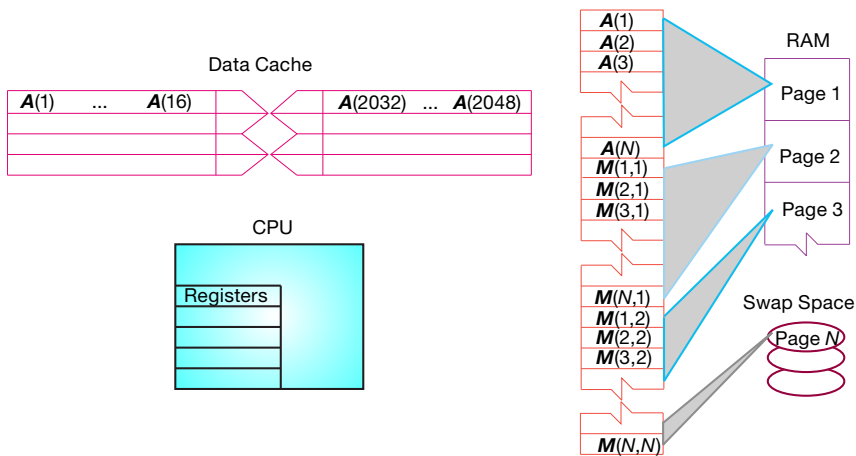 Data Cache
A(1) ... A(16) A(2032) ... A(2048)
CPU
Registers
A(1)
A(2)
A(3)
A(N)
M(1,1)
M(2,1)
M(3,1)
M(N,1)
M(1,2)
M(2,2)
M(3,2)
M(N,N)
RAM
Page 1
Page 2
Page 3
Swap Space
Page N